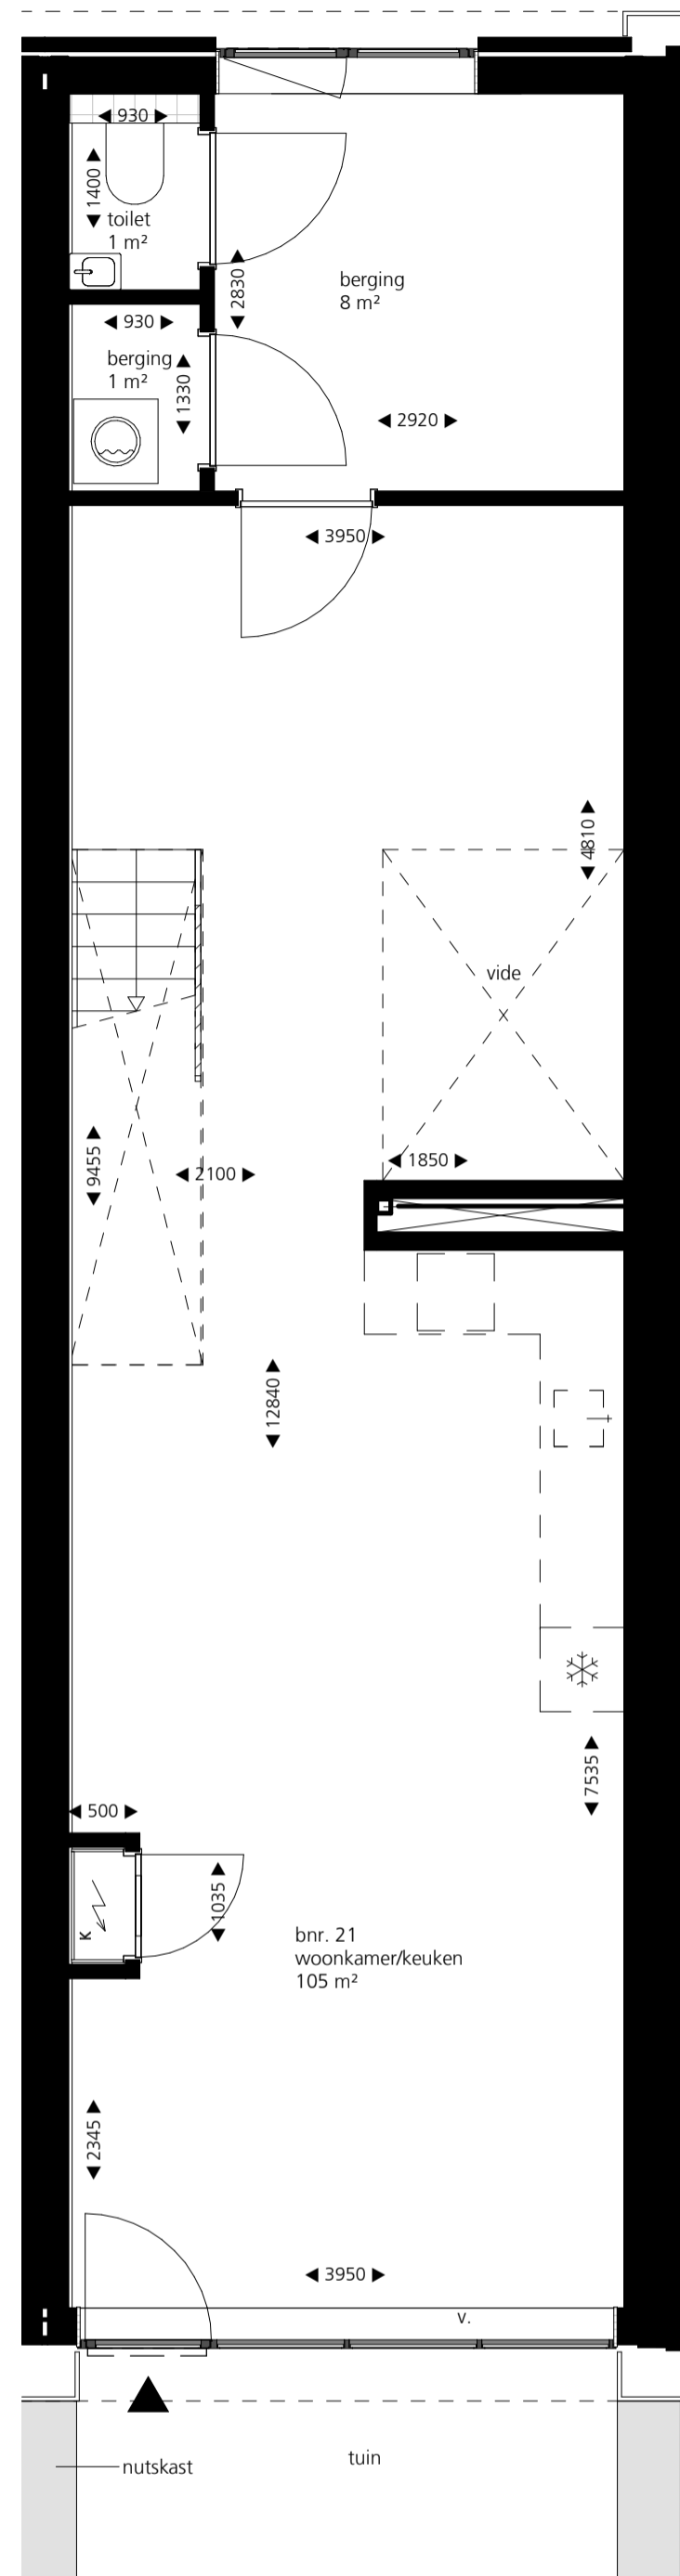 930
1400
toilet
1 m²
2830
berging
8 m²
930
berging
1 m²
1330
2920
3950
4810
vide
9455
2100
1850
12840
7535
500
1035
K
bnr. 21
woonkamer/keuken
105 m²
2345
3950
v.
tuin
nutskast